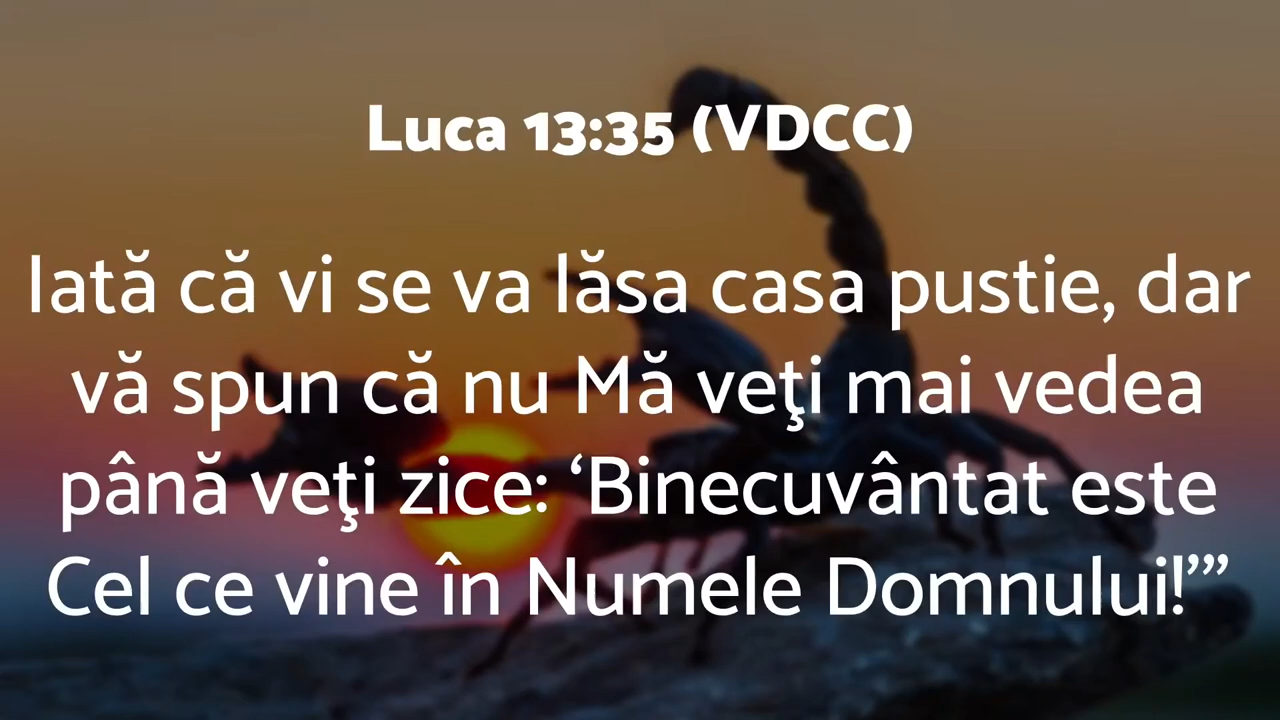 Luca 13:35 (VDCC)
Iată că vi se va lăsa casa pustie, dar
vă spun că nu Mă veţi mai vedea
până veţi zice: ‘Binecuvântat este
Cel ce vine în Numele Domnului!’”